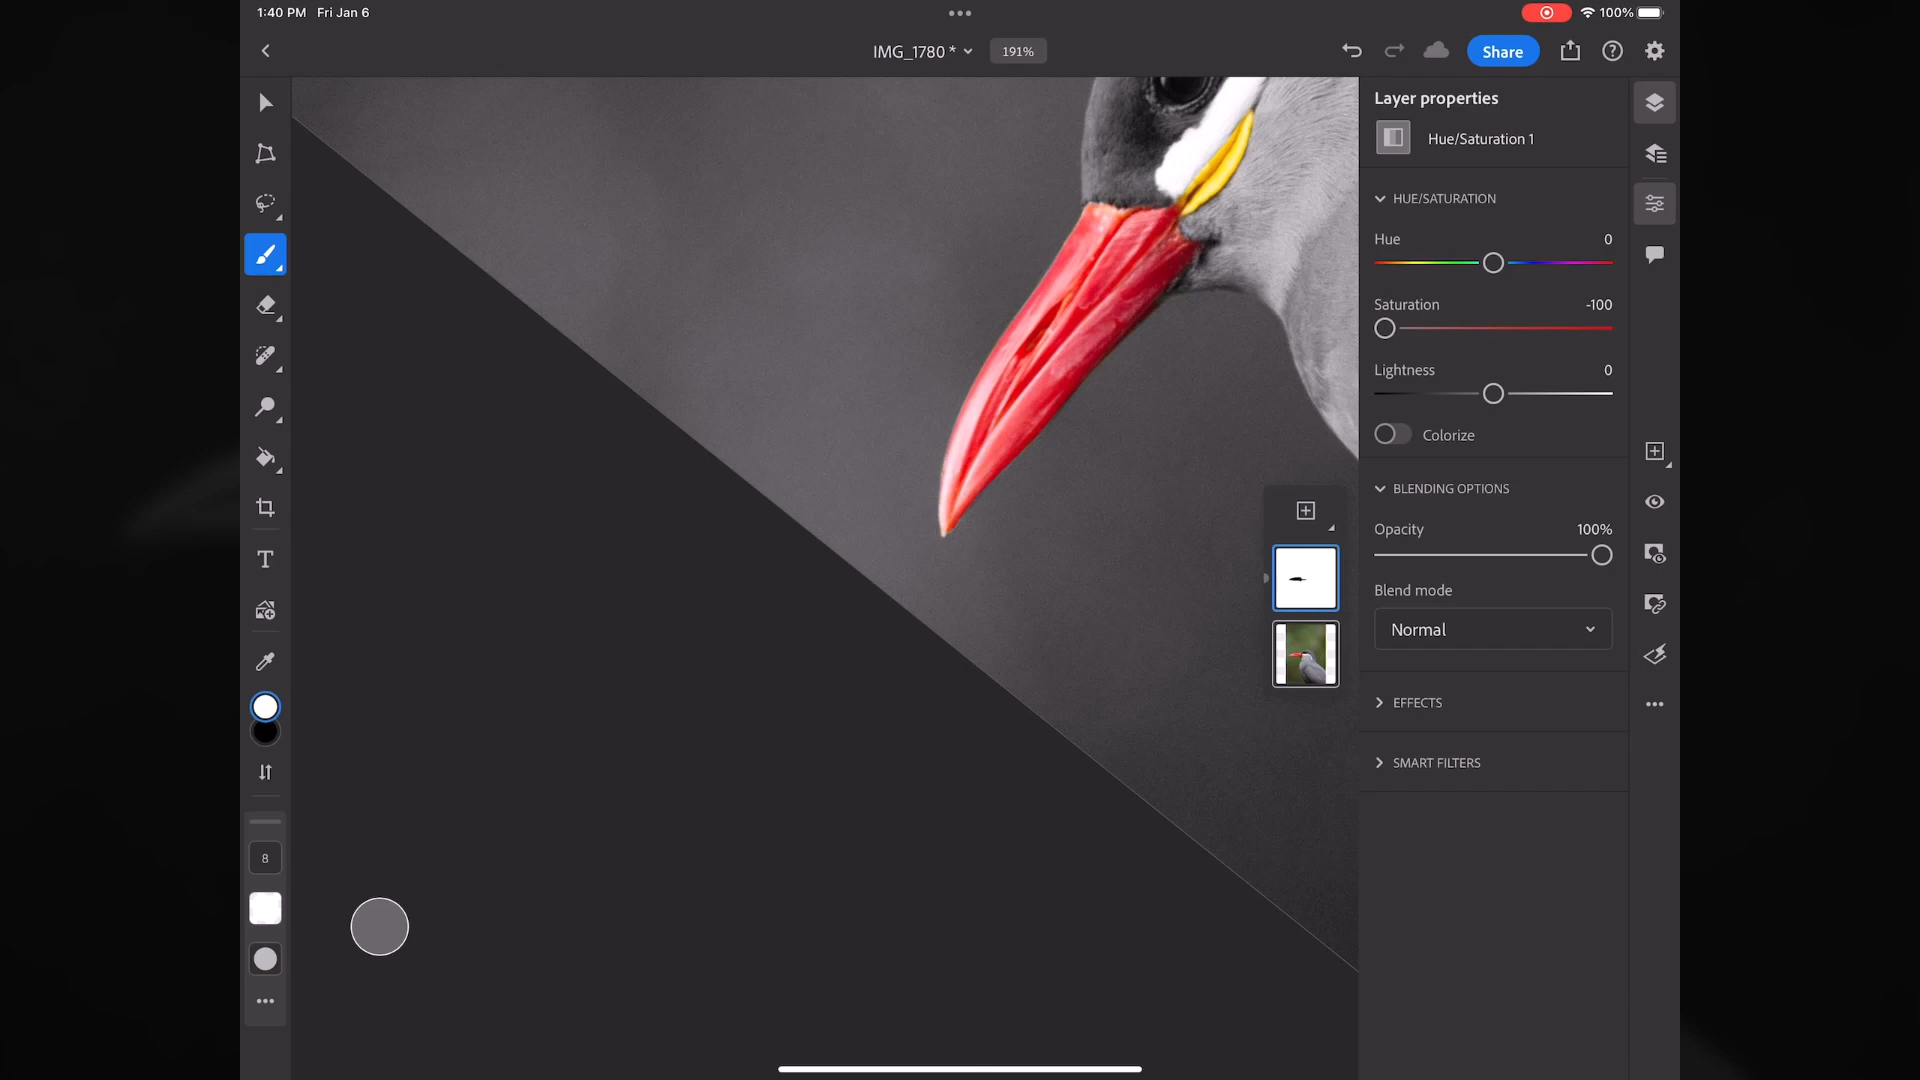 1:40 PM Fri Jan 6
100%
IMG_1780 *
191%
Share
Layer properties
Hue/Saturation 1
HUE/SATURATION
Hue
0
Saturation
-100
Lightness
0
Colorize
BLENDING OPTIONS
Opacity
100%
Blend mode
Normal
EFFECTS
SMART FILTERS
T
8